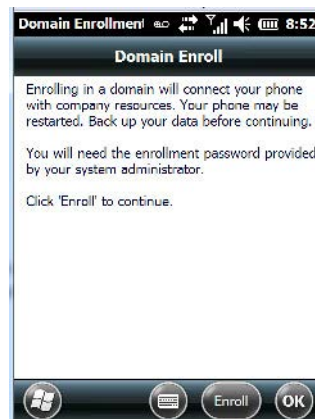 Domain Enrollment 8:52
Domain Enroll
Enrolling in a domain will connect your phone
with company resources. Your phone may be
restarted. Back up your data before continuing.
You will need the enrollment password provided
by your system administrator.
Click 'Enroll' to continue.
Enroll OK